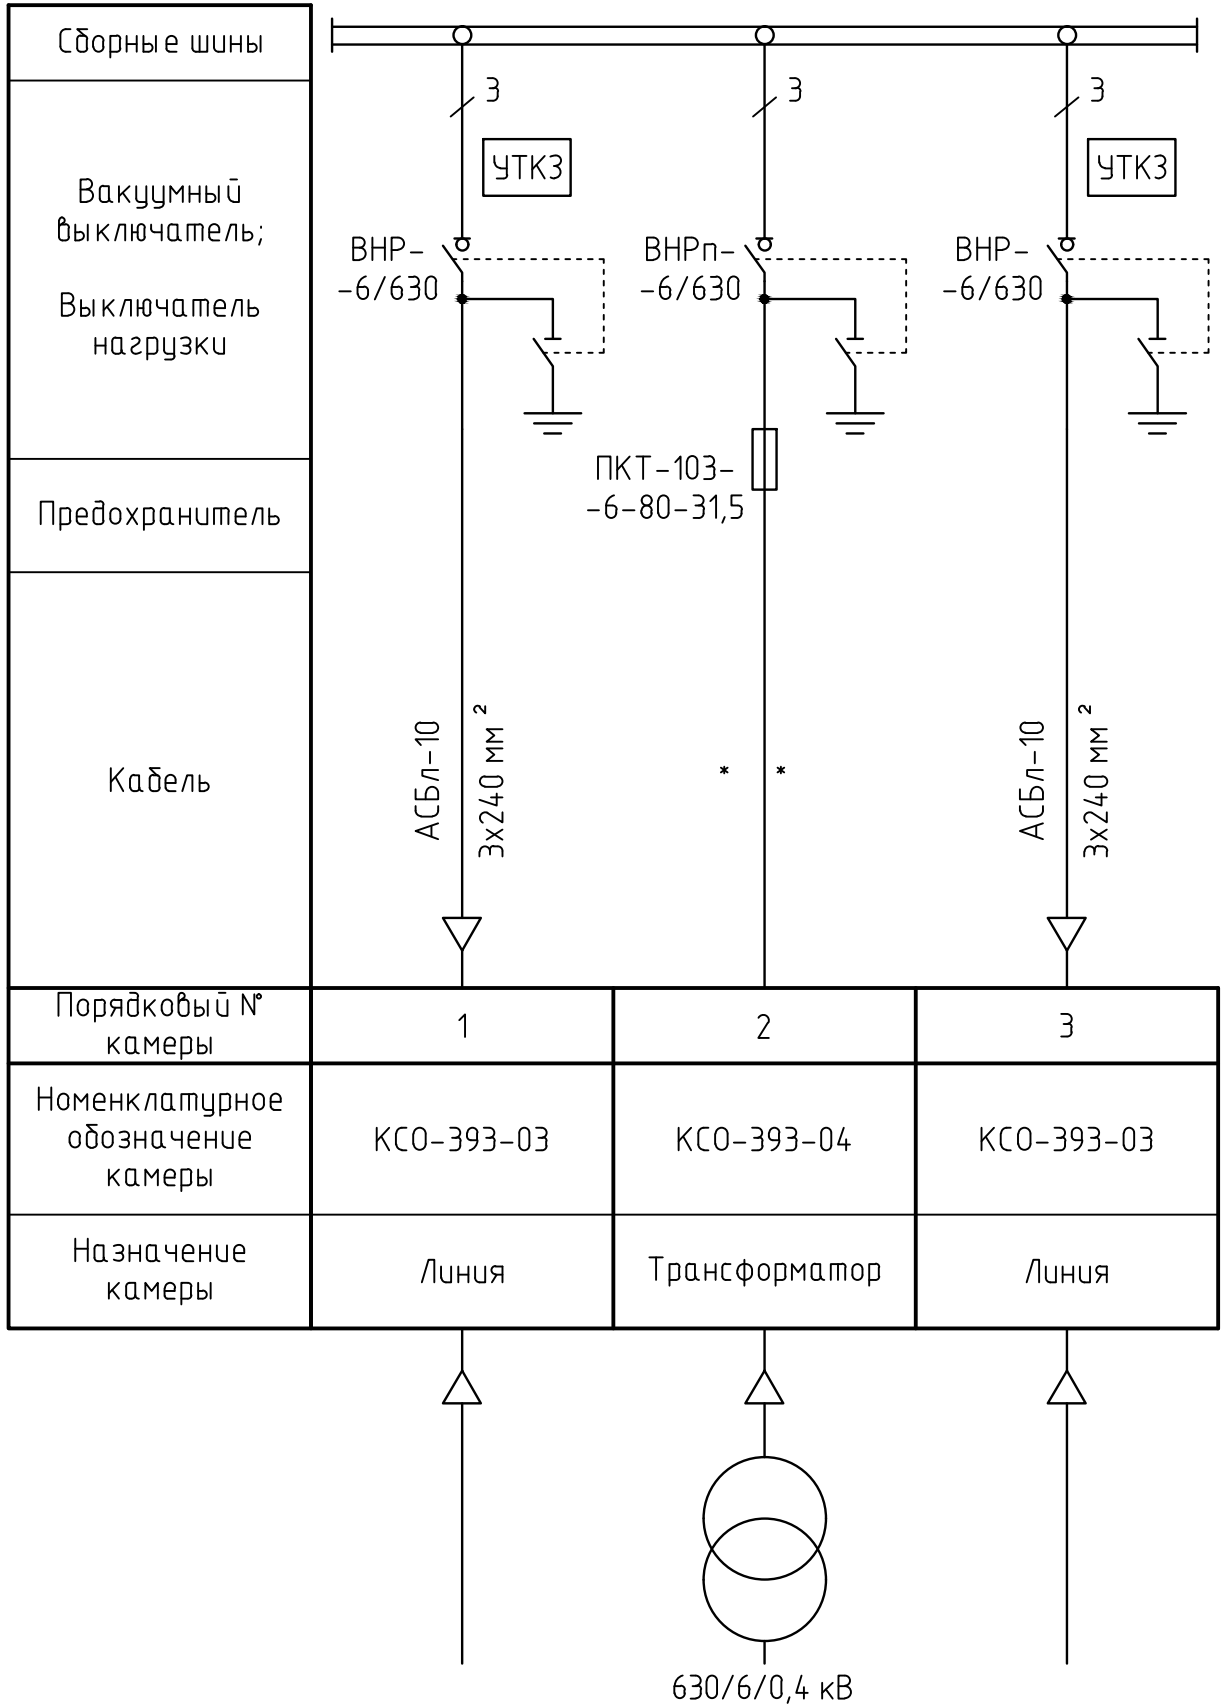 Сборные шины
3
3
3
УТКЗ
УТКЗ
Вакуумный
выключатель;
Выключатель
нагрузки
ВНР-
-6/630
ВНРп-
-6/630
ВНР-
-6/630
Предохранитель
ПКТ-103-
-6-80-31,5
Кабель
АСБл-10
3х240 мм²
*
*
АСБл-10
3х240 мм²
Порядковый №
камеры
1
2
3
Номенклатурное
обозначение
камеры
КСО-393-03
КСО-393-04
КСО-393-03
Назначение
камеры
Линия
Трансформатор
Линия
630/6/0,4 кВ